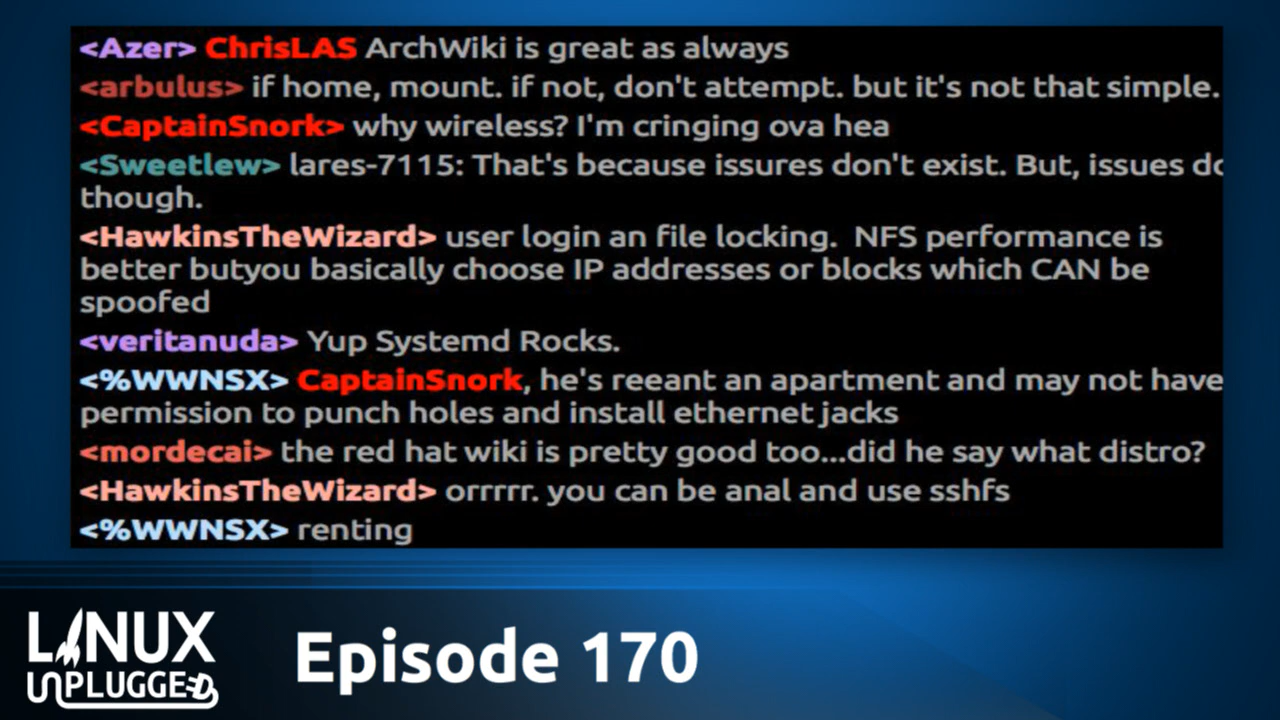 <Azer> ChrisLAS ArchWiki is great as always
<arbulus> if home, mount. if not, don't attempt. but it's not that simple.
<CaptainSnork> why wireless? I'm cringing ova hea
<Sweetlew> lares-7115: That's because issures don't exist. But, issues do
though.
<HawkinsTheWizard> user login an file locking.  NFS performance is
better butyou basically choose IP addresses or blocks which CAN be
spoofed
<veritanuda> Yup Systemd Rocks.
<%WWNSX> CaptainSnork, he's reeant an apartment and may not have
permission to punch holes and install ethernet jacks
<mordecai> the red hat wiki is pretty good too...did he say what distro?
<HawkinsTheWizard> orrrrr. you can be anal and use sshfs
<%WWNSX> renting
LINUX
UNPLUGGED
Episode 170